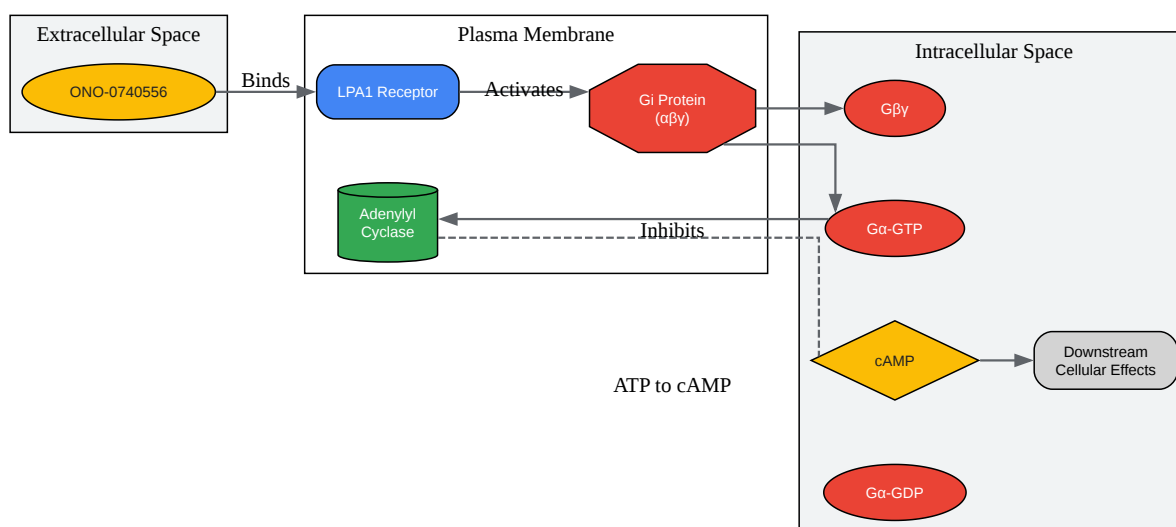 Extracellular Space
ONO-0740556
Binds
Plasma Membrane
LPA1 Receptor
Activates
Gi Protein
(αβγ)
Adenylyl
Cyclase
Inhibits
Intracellular Space
Gβγ
Gα-GTP
cAMP
Downstream
Cellular Effects
ATP to cAMP
Gα-GDP